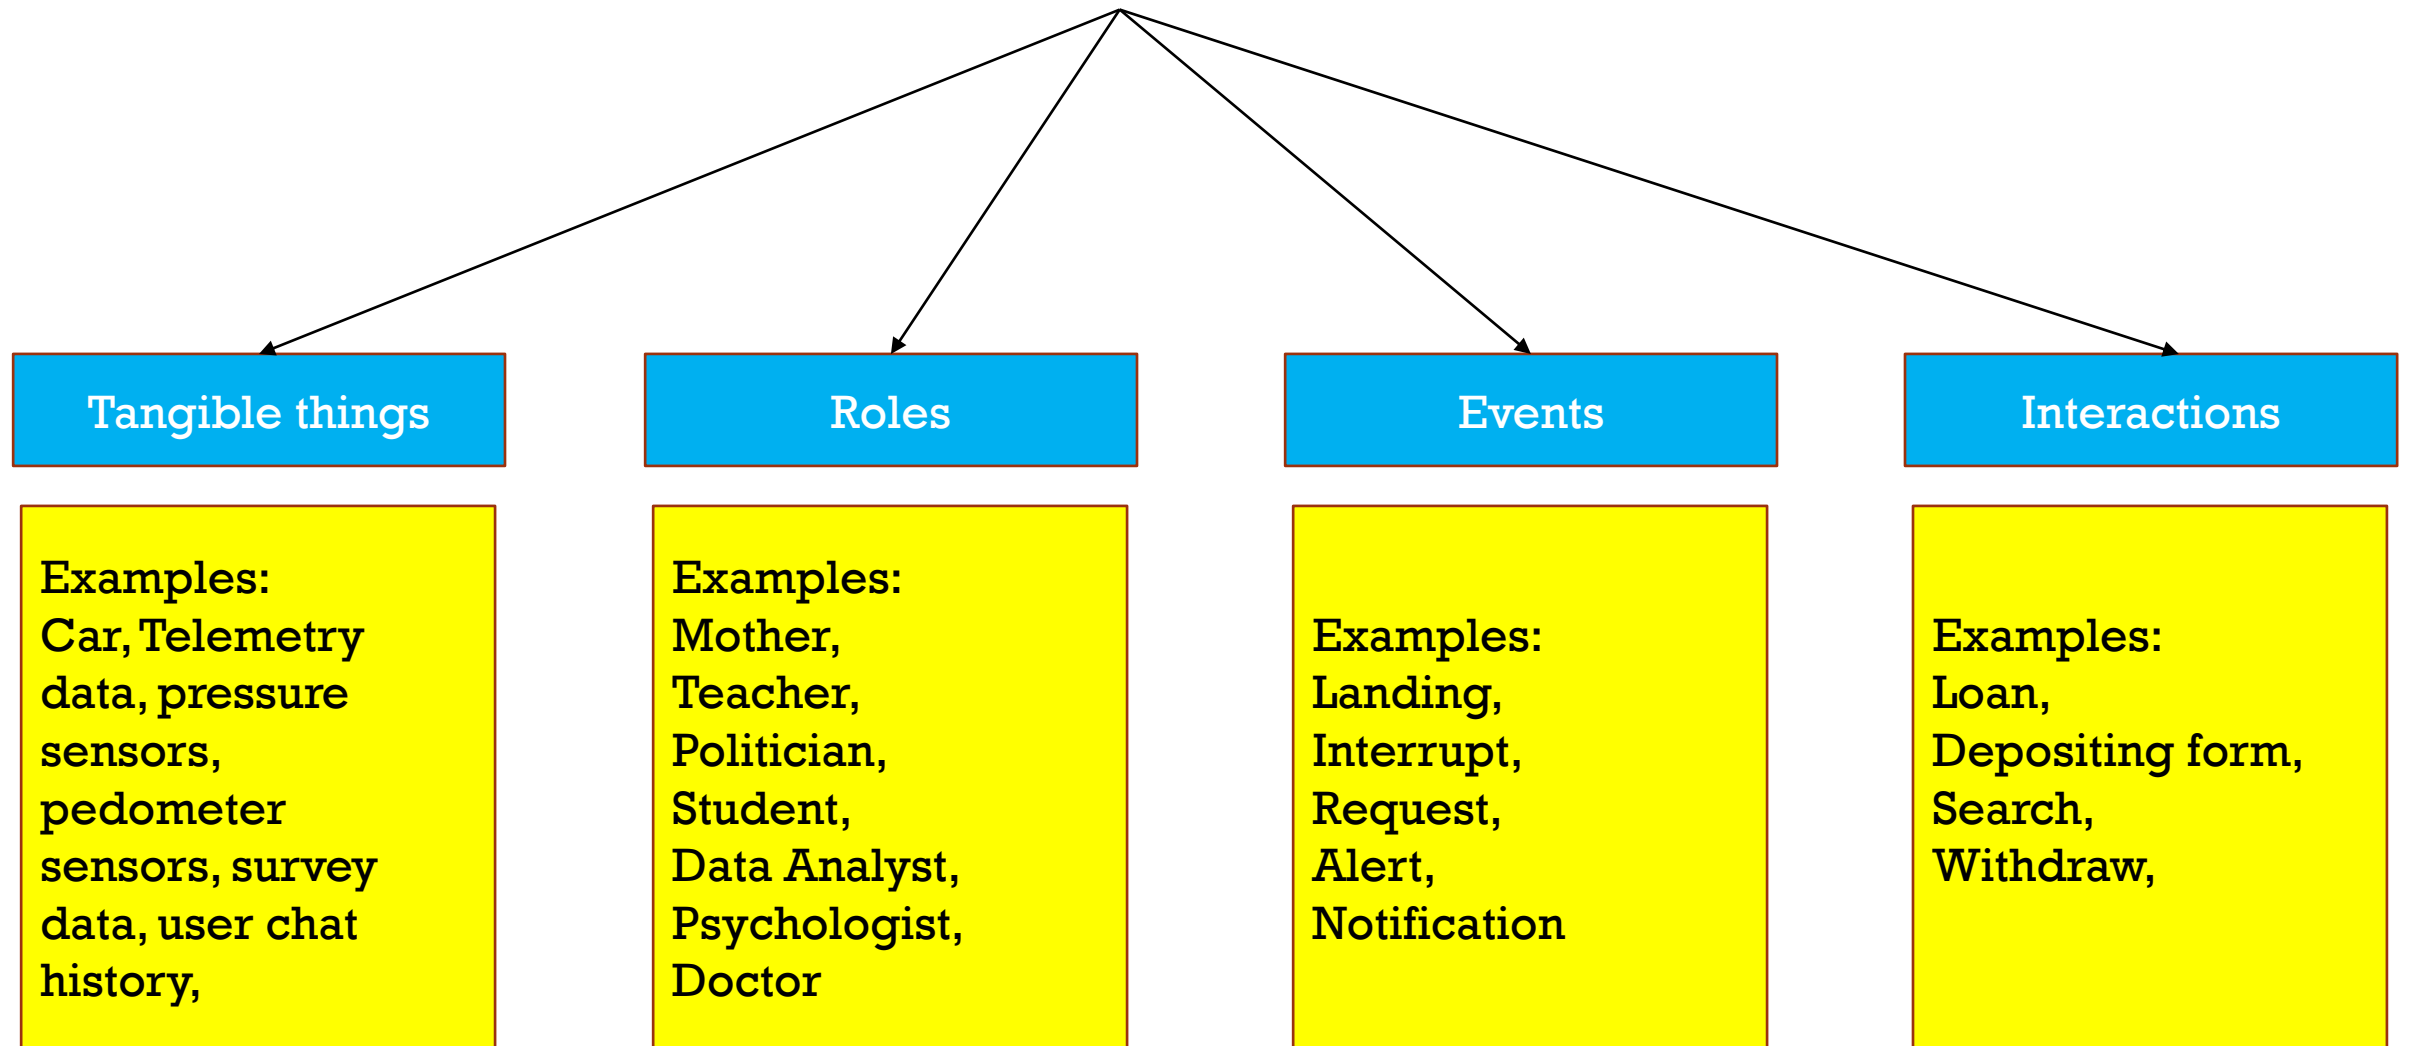 Tangible things
Roles
Events
Interactions
Examples:
Car, Telemetry
data, pressure
sensors,
pedometer
sensors, survey
data, user chat
history,
Examples:
Mother,
Teacher,
Politician,
Student,
Data Analyst,
Psychologist,
Doctor
Examples:
Landing,
Interrupt,
Request,
Alert,
Notification
Examples:
Loan,
Depositing form,
Search,
Withdraw,